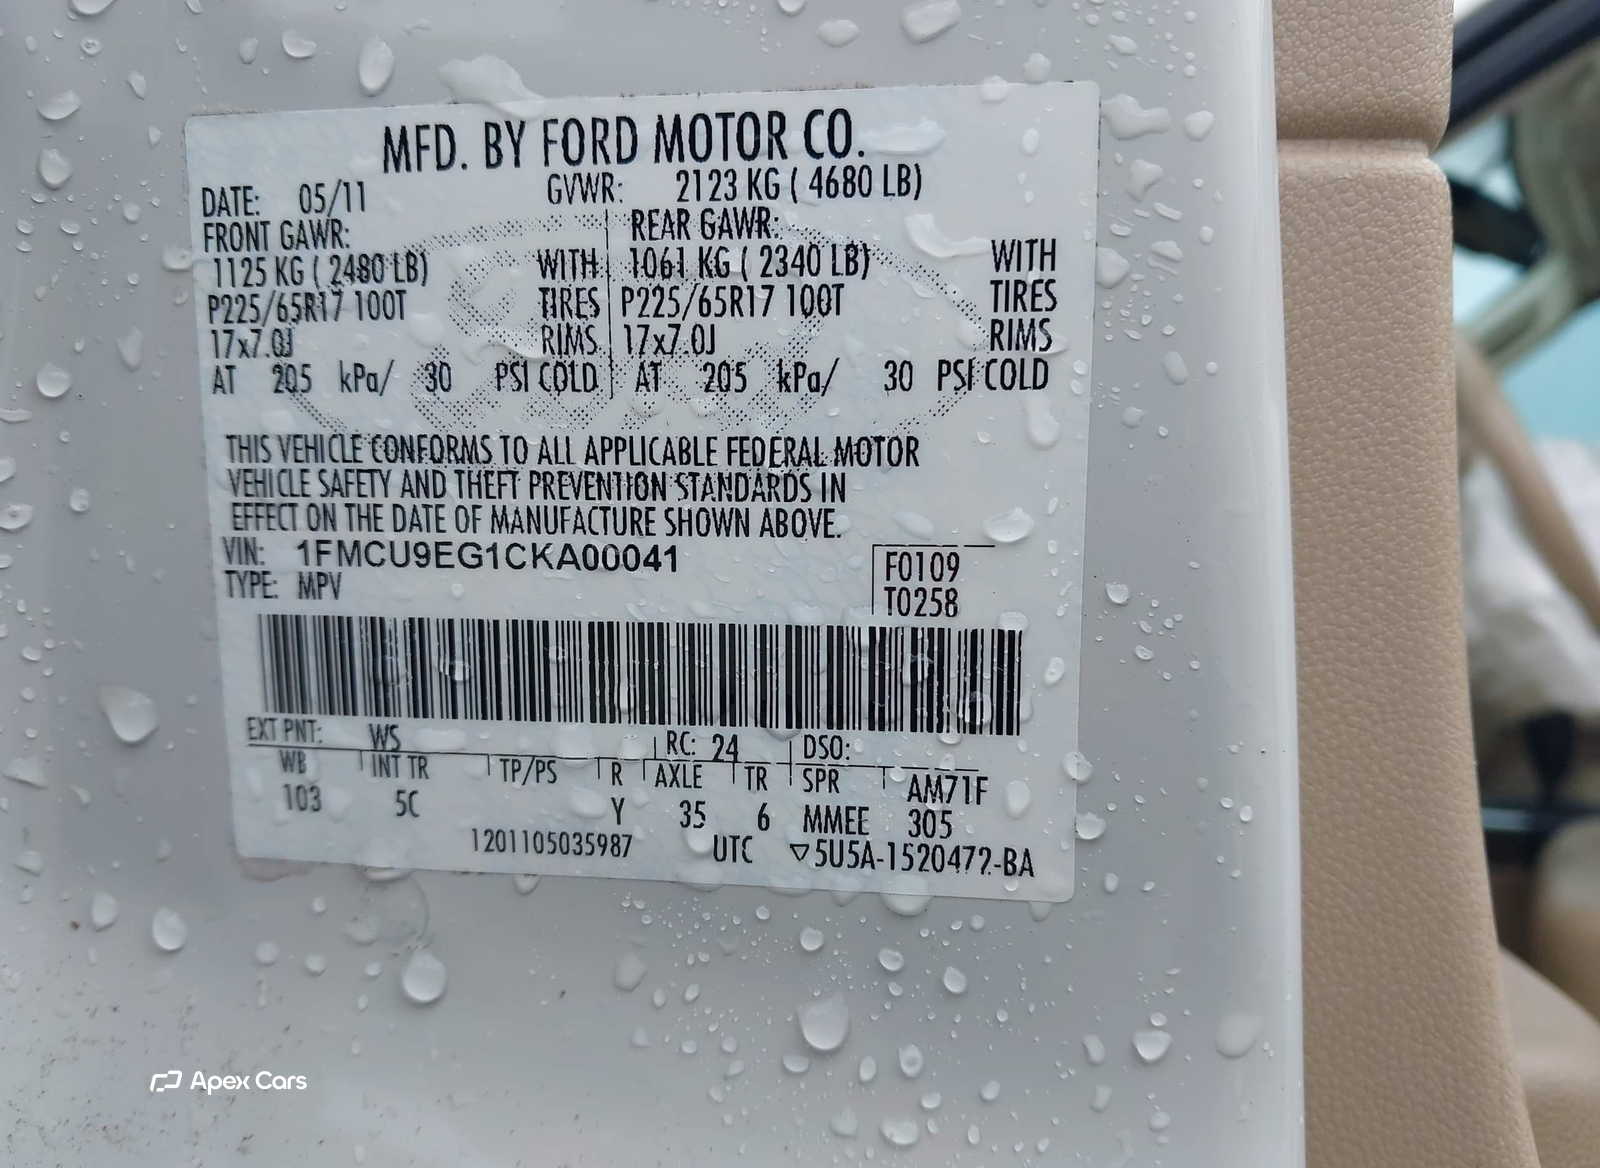 MFD. BY FORD MOTOR CO.
DATE: 05/11 GVWR: 2123 KG ( 4680 LB)
FRONT GAWR: REAR GAWR:
1125 KG ( 2480 LB) WITH 1061 KG ( 2340 LB) WITH
P225/65R17 100T TIRES P225/65R17 100T TIRES
17x7.0J RIMS 17x7.0J RIMS
AT 205 kPa/ 30 PSI COLD AT 205 kPa/ 30 PSI COLD
THIS VEHICLE CONFORMS TO ALL APPLICABLE FEDERAL MOTOR
VEHICLE SAFETY AND THEFT PREVENTION STANDARDS IN
EFFECT ON THE DATE OF MANUFACTURE SHOWN ABOVE.
VIN: 1FMCU9EG1CKA00041 F0109
TYPE: MPV T0258
EXT PNT: WS RC: 24 DSO:
WB INT TR TP/PS R AXLE TR SPR AM71F
103 5C Y 35 6 MMEE 305
1201105035987 UTC ▽5U5A-1520472-BA
Apex Cars